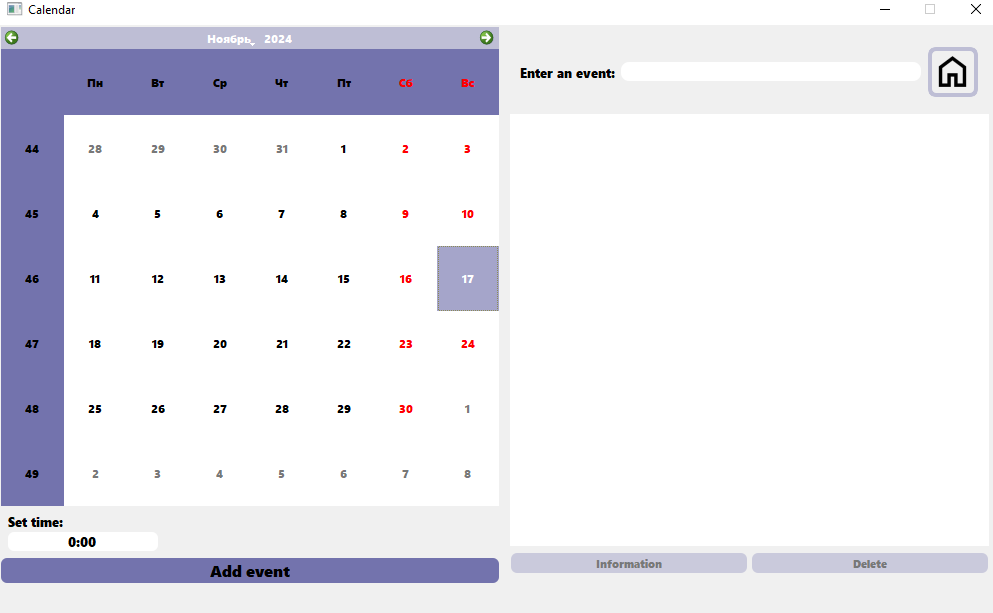 Calendar
Ноябрь, 2024
Пн Вт Ср Чт Пт Сб Вс
44 28 29 30 31 1 2 3
45 4 5 6 7 8 9 10
46 11 12 13 14 15 16 17
47 18 19 20 21 22 23 24
48 25 26 27 28 29 30 1
49 2 3 4 5 6 7 8
Set time:
0:00
Add event
Enter an event:
Information Delete